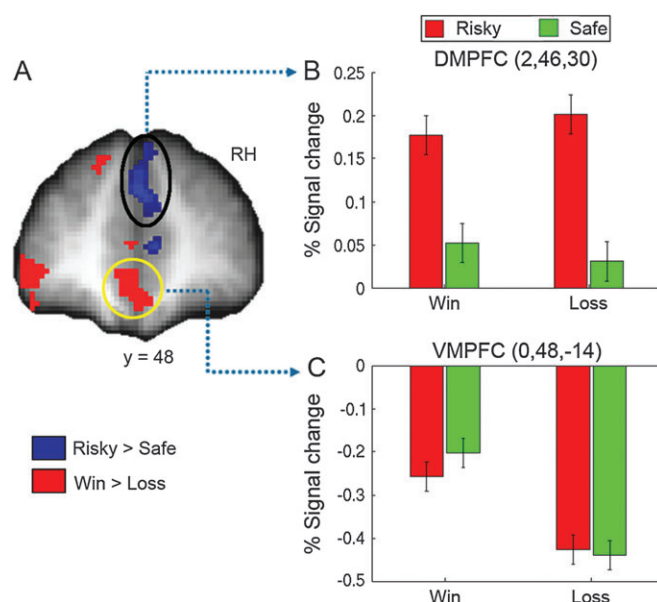 Risky Safe
A
B
DMPFC (2,46,30)
RH
% Signal change
0.25
0.2
0.15
0.1
0.05
0
Win Loss
y = 48
C
VMPFC (0,48,-14)
% Signal change
0
-0.1
-0.2
-0.3
-0.4
-0.5
Win Loss
Risky > Safe
Win > Loss